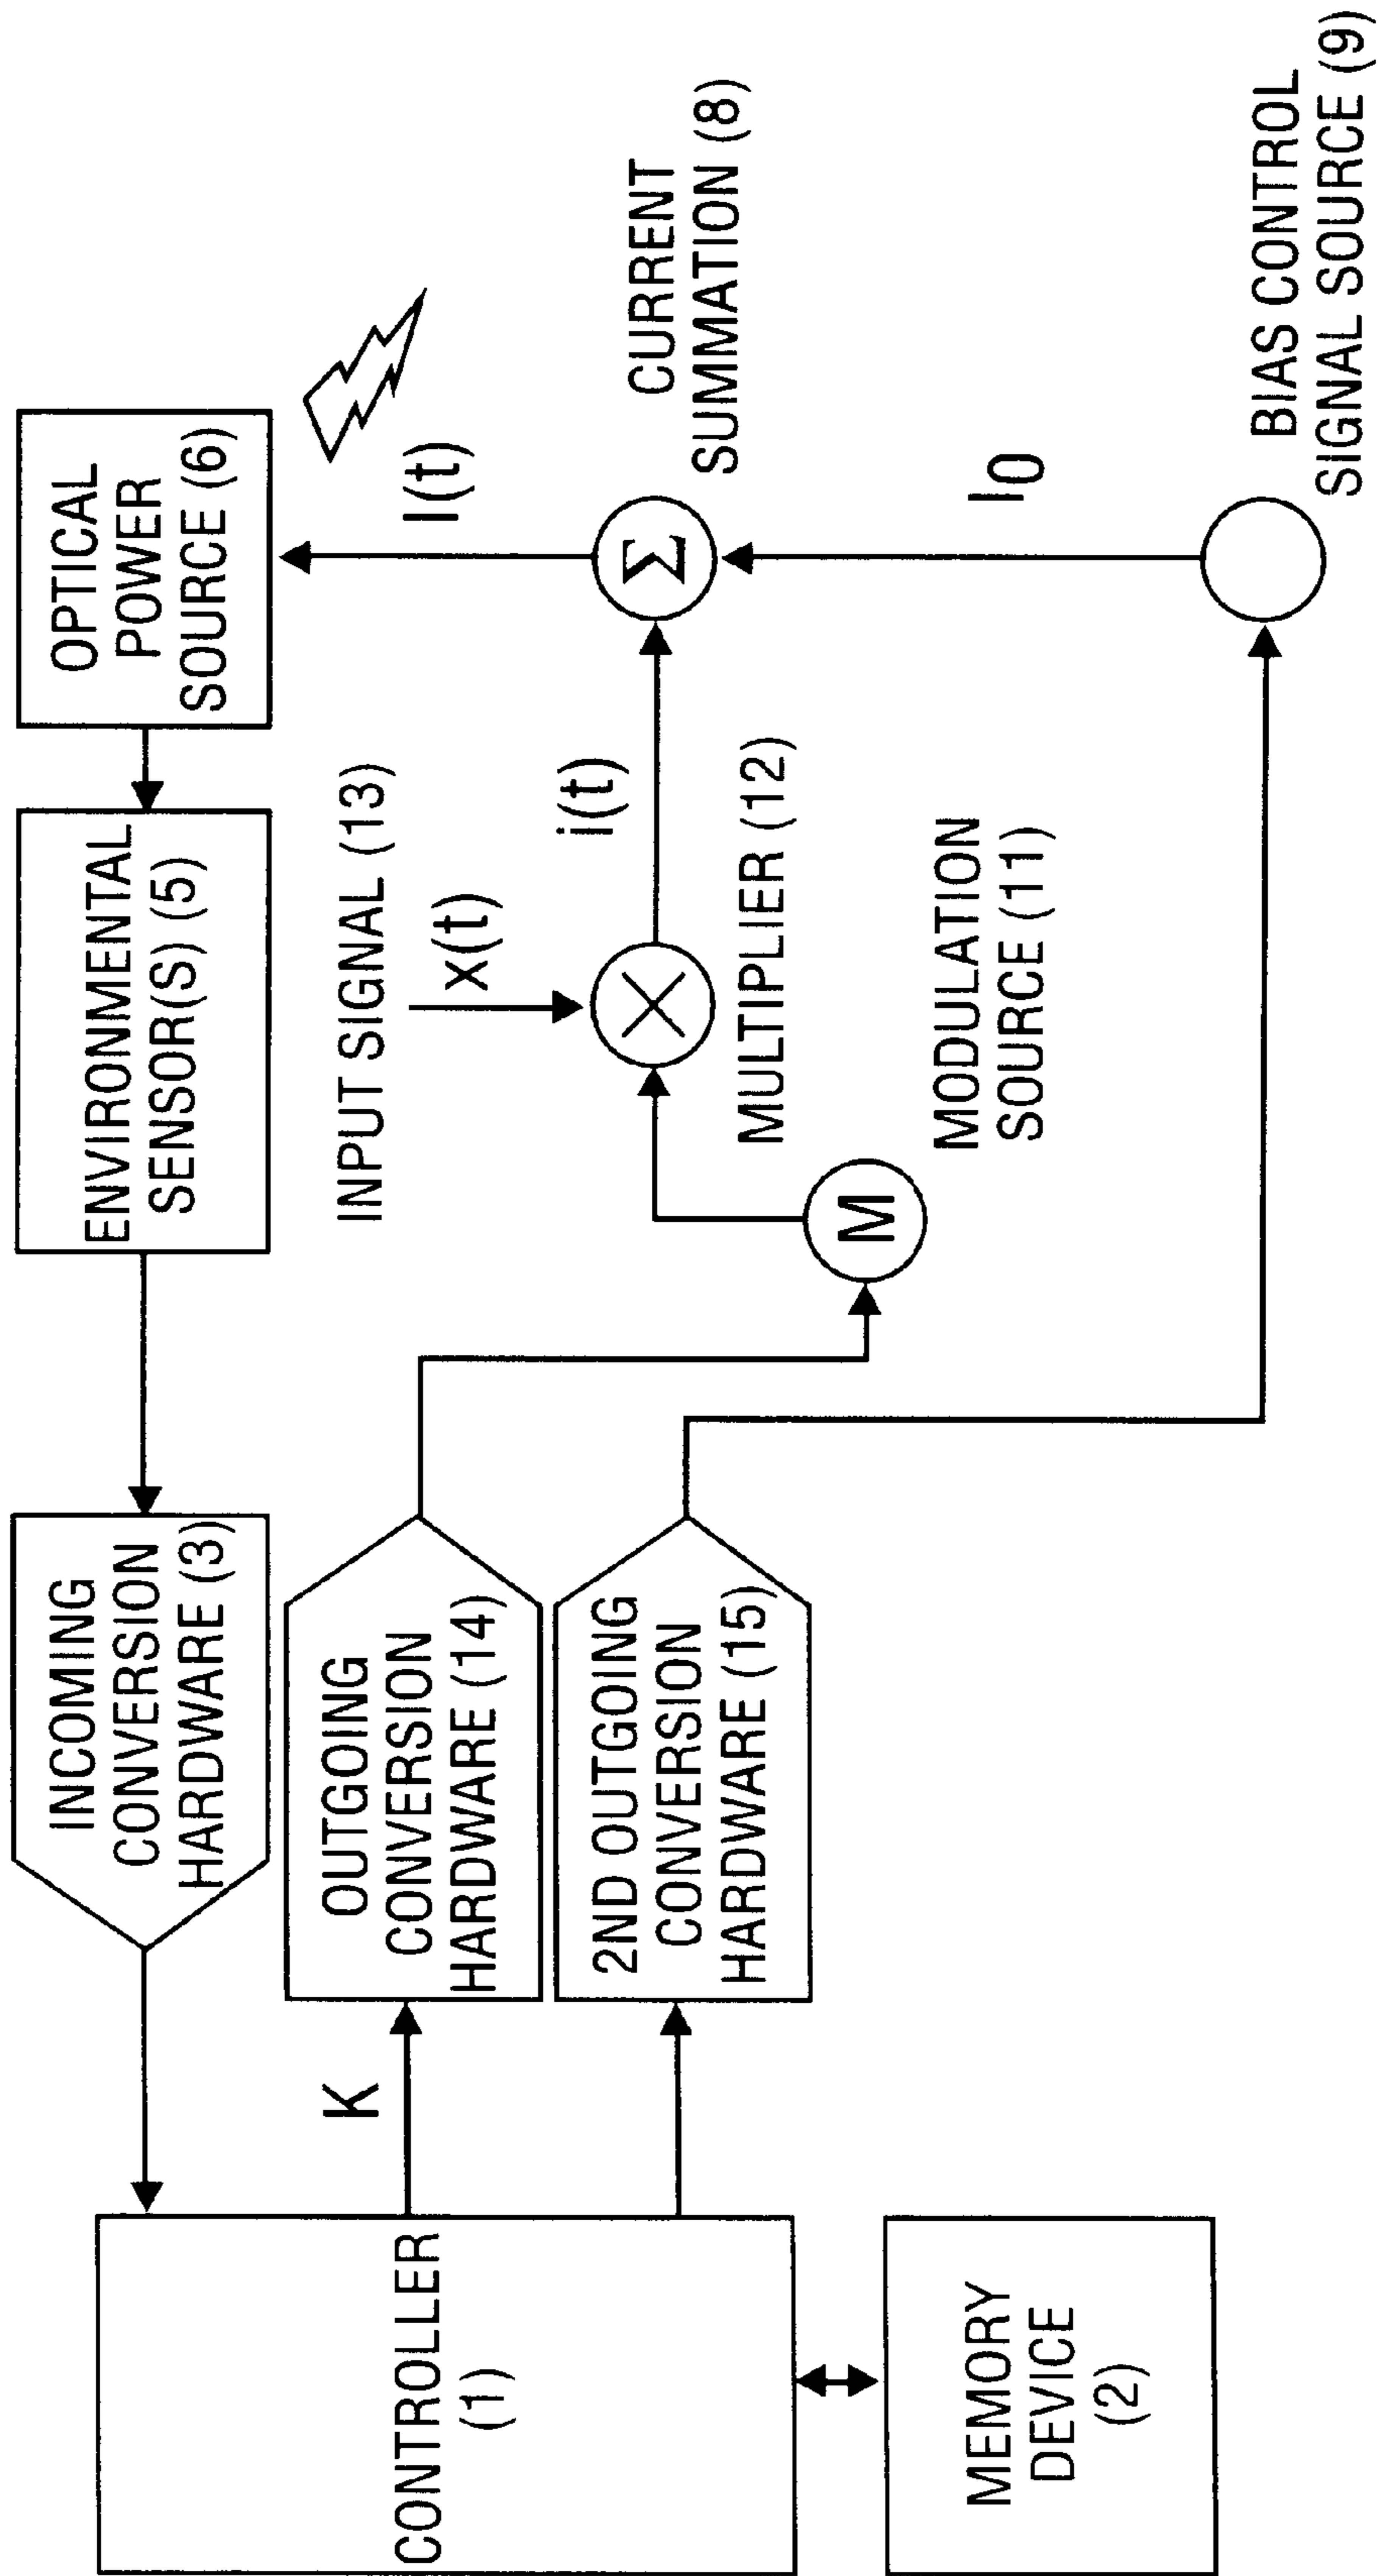 OPTICAL
POWER
SOURCE (6)
ENVIRONMENTAL
SENSOR(S) (5)
INCOMING
CONVERSION
HARDWARE (3)
I(t)
INPUT SIGNAL (13)
x(t)
CURRENT
SUMMATION (8)
Σ
i(t)
MULTIPLIER (12)
M
MODULATION
SOURCE (11)
OUTGOING
CONVERSION
HARDWARE (14)
K
2ND OUTGOING
CONVERSION
HARDWARE (15)
CONTROLLER
(1)
MEMORY
DEVICE
(2)
I0
BIAS CONTROL
SIGNAL SOURCE (9)